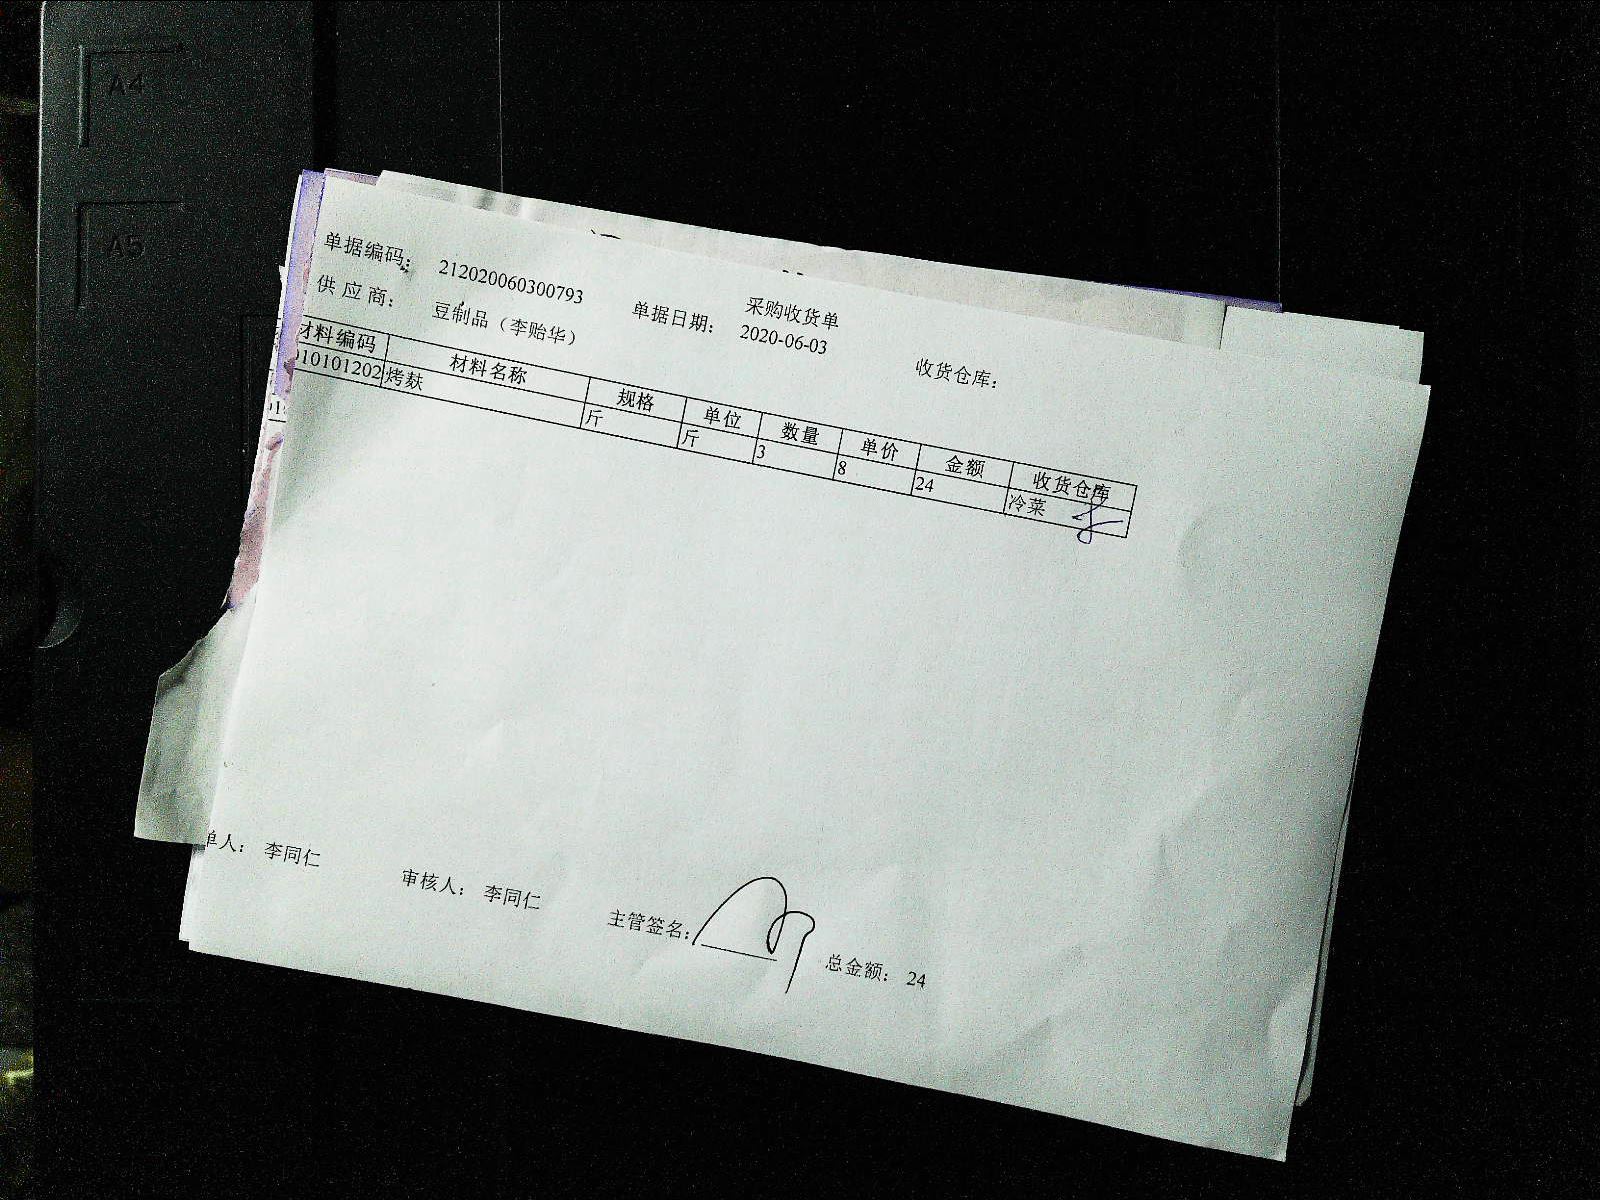 A4
A5
采购收货单
单据编码： 212020060300793 单据日期： 2020-06-03 收货仓库：
供应商： 豆制品（李贻华）
材料编码 材料名称 规格 单位 数量 单价 金额 收货仓库
010101202 烤麸 斤 斤 3 8 24 冷菜
单人： 李同仁 审核人： 李同仁 主管签名： 总金额： 24